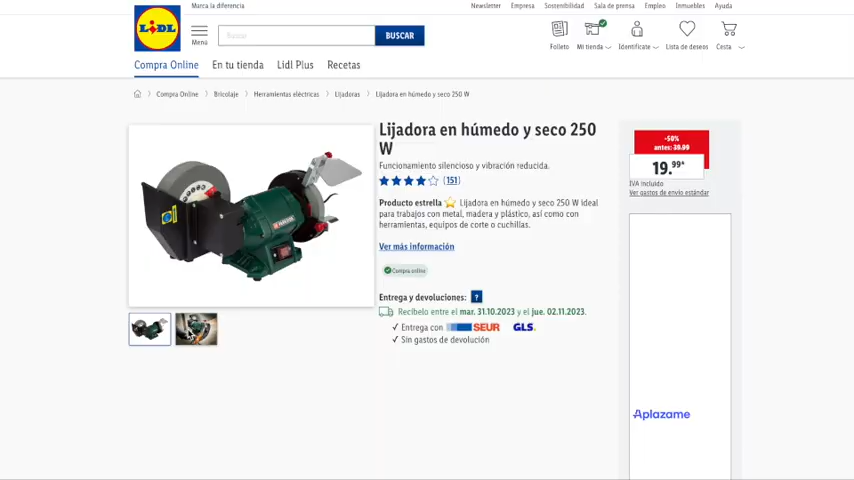 Marca la diferencia
Newsletter Empresa Sostenibilidad Sala de prensa Empleo Inmuebles Ayuda
LIDL
Menú
Buscar
BUSCAR
Folleto Mi tienda Identifícate Lista de deseos Cesta
Compra Online En tu tienda Lidl Plus Recetas
Compra Online Bricolaje Herramientas eléctricas Lijadoras Lijadora en húmedo y seco 250 W
Lijadora en húmedo y seco 250
W
Funcionamiento silencioso y vibración reducida.
(151)
Producto estrella ⭐ Lijadora en húmedo y seco 250 W ideal
para trabajos con metal, madera y plástico, así como con
herramientas, equipos de corte o cuchillas.
Ver más información
Compra online
Entrega y devoluciones: ?
Recíbelo entre el mar. 31.10.2023 y el jue. 02.11.2023.
✓ Entrega con SEUR GLS.
✓ Sin gastos de devolución
-50%
antes: 39.99
19.99*
IVA incluido
Ver gastos de envío estándar
Aplazame
PARKSIDE